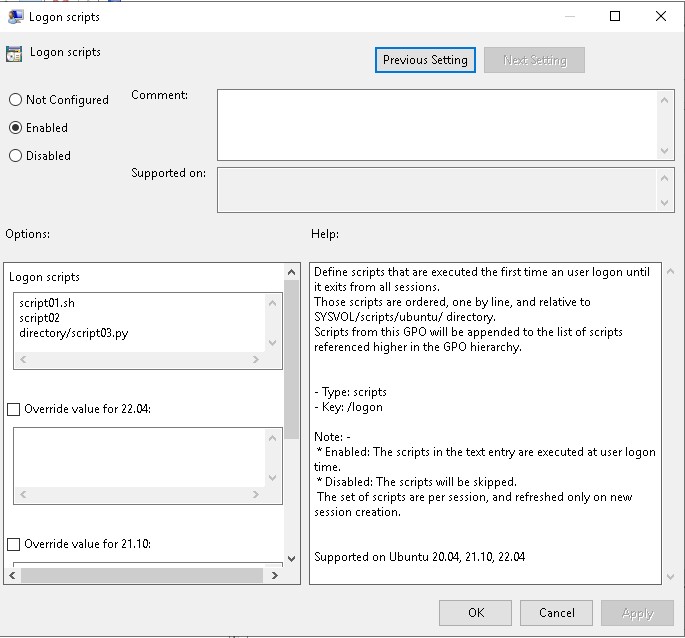 Logon scripts
Logon scripts
Previous Setting
Next Setting
Not Configured
Comment:
Enabled
Disabled
Supported on:
Options:
Help:
Logon scripts
script01.sh
script02
directory/script03.py
Override value for 22.04:
Override value for 21.10:
Define scripts that are executed the first time an user logon until
it exits from all sessions.
Those scripts are ordered, one by line, and relative to
SYSVOL/scripts/ubuntu/ directory.
Scripts from this GPO will be appended to the list of scripts
referenced higher in the GPO hierarchy.
- Type: scripts
- Key: /logon
Note: -
* Enabled: The scripts in the text entry are executed at user logon
time.
* Disabled: The scripts will be skipped.
The set of scripts are per session, and refreshed only on new
session creation.
Supported on Ubuntu 20.04, 21.10, 22.04
OK
Cancel
Apply